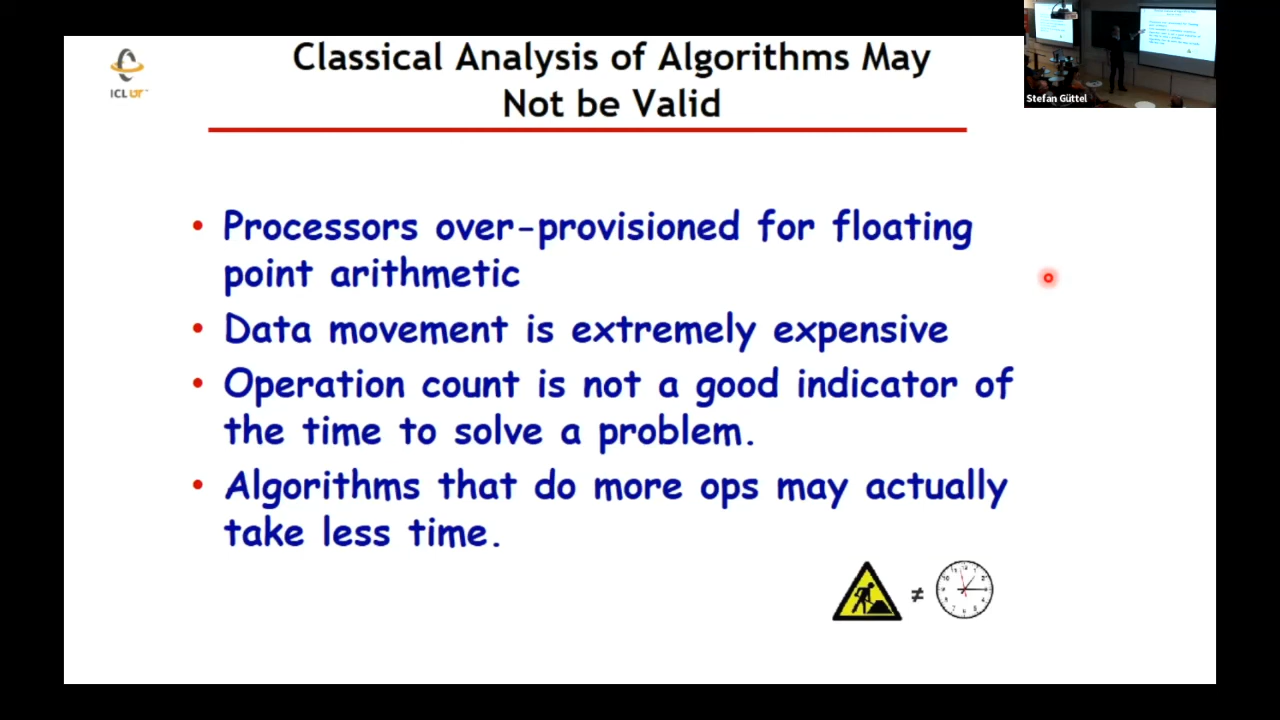 Classical Analysis of Algorithms May
Not be Valid
ICL UT
Stefan Güttel
• Processors over-provisioned for floating
point arithmetic
• Data movement is extremely expensive
• Operation count is not a good indicator of
the time to solve a problem.
• Algorithms that do more ops may actually
take less time.
≠